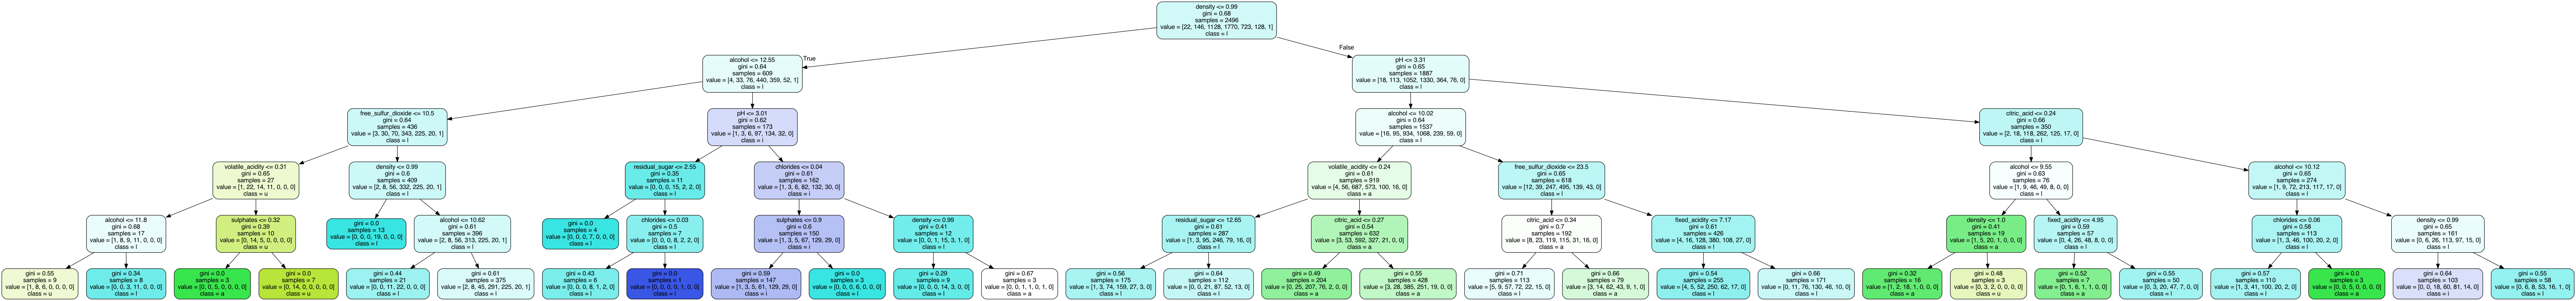 density <= 0.99
gini = 0.68
samples = 2496
value = [22, 146, 1128, 1770, 723, 128, 1]
class = l
True
False
alcohol <= 12.55
gini = 0.64
samples = 609
value = [4, 33, 76, 440, 359, 52, 1]
class = l
pH <= 3.31
gini = 0.65
samples = 1887
value = [18, 113, 1052, 1330, 364, 76, 0]
class = l
free_sulfur_dioxide <= 10.5
gini = 0.64
samples = 436
value = [3, 30, 70, 343, 225, 20, 1]
class = l
pH <= 3.01
gini = 0.62
samples = 173
value = [1, 3, 6, 97, 134, 32, 0]
class = i
alcohol <= 10.02
gini = 0.64
samples = 1537
value = [16, 95, 934, 1068, 239, 59, 0]
class = l
citric_acid <= 0.24
gini = 0.66
samples = 350
value = [2, 18, 118, 262, 125, 17, 0]
class = l
volatile_acidity <= 0.31
gini = 0.65
samples = 27
value = [1, 22, 14, 11, 0, 0, 0]
class = u
density <= 0.99
gini = 0.6
samples = 409
value = [2, 8, 56, 332, 225, 20, 1]
class = l
residual_sugar <= 2.55
gini = 0.35
samples = 11
value = [0, 0, 0, 15, 2, 2, 0]
class = l
chlorides <= 0.04
gini = 0.61
samples = 162
value = [1, 3, 6, 82, 132, 30, 0]
class = i
volatile_acidity <= 0.24
gini = 0.61
samples = 919
value = [4, 56, 687, 573, 100, 16, 0]
class = a
free_sulfur_dioxide <= 23.5
gini = 0.65
samples = 618
value = [12, 39, 247, 495, 139, 43, 0]
class = l
alcohol <= 9.55
gini = 0.63
samples = 76
value = [1, 9, 46, 49, 8, 0, 0]
class = l
alcohol <= 10.12
gini = 0.65
samples = 274
value = [1, 9, 72, 213, 117, 17, 0]
class = l
alcohol <= 11.8
gini = 0.68
samples = 17
value = [1, 8, 9, 11, 0, 0, 0]
class = l
sulphates <= 0.32
gini = 0.39
samples = 10
value = [0, 14, 5, 0, 0, 0, 0]
class = u
gini = 0.0
samples = 13
value = [0, 0, 0, 19, 0, 0, 0]
class = l
alcohol <= 10.62
gini = 0.61
samples = 396
value = [2, 8, 56, 313, 225, 20, 1]
class = l
gini = 0.0
samples = 4
value = [0, 0, 0, 7, 0, 0, 0]
class = l
chlorides <= 0.03
gini = 0.5
samples = 7
value = [0, 0, 0, 8, 2, 2, 0]
class = l
sulphates <= 0.9
gini = 0.6
samples = 150
value = [1, 3, 5, 67, 129, 29, 0]
class = i
density <= 0.99
gini = 0.41
samples = 12
value = [0, 0, 1, 15, 3, 1, 0]
class = l
residual_sugar <= 12.65
gini = 0.61
samples = 287
value = [1, 3, 95, 246, 79, 16, 0]
class = l
citric_acid <= 0.27
gini = 0.54
samples = 632
value = [3, 53, 592, 327, 21, 0, 0]
class = a
citric_acid <= 0.34
gini = 0.7
samples = 192
value = [8, 23, 119, 115, 31, 16, 0]
class = a
fixed_acidity <= 7.17
gini = 0.61
samples = 426
value = [4, 16, 128, 380, 108, 27, 0]
class = l
density <= 1.0
gini = 0.41
samples = 19
value = [1, 5, 20, 1, 0, 0, 0]
class = a
fixed_acidity <= 4.95
gini = 0.59
samples = 57
value = [0, 4, 26, 48, 8, 0, 0]
class = l
chlorides <= 0.06
gini = 0.58
samples = 113
value = [1, 3, 46, 100, 20, 2, 0]
class = l
density <= 0.99
gini = 0.65
samples = 161
value = [0, 6, 26, 113, 97, 15, 0]
class = l
gini = 0.55
samples = 9
value = [1, 8, 6, 0, 0, 0, 0]
class = u
gini = 0.34
samples = 8
value = [0, 0, 3, 11, 0, 0, 0]
class = l
gini = 0.0
samples = 3
value = [0, 0, 5, 0, 0, 0, 0]
class = a
gini = 0.0
samples = 7
value = [0, 14, 0, 0, 0, 0, 0]
class = u
gini = 0.44
samples = 21
value = [0, 0, 11, 22, 0, 0, 0]
class = l
gini = 0.61
samples = 375
value = [2, 8, 45, 291, 225, 20, 1]
class = l
gini = 0.43
samples = 6
value = [0, 0, 0, 8, 1, 2, 0]
class = l
gini = 0.0
samples = 1
value = [0, 0, 0, 0, 1, 0, 0]
class = i
gini = 0.59
samples = 147
value = [1, 3, 5, 61, 129, 29, 0]
class = i
gini = 0.0
samples = 3
value = [0, 0, 0, 6, 0, 0, 0]
class = l
gini = 0.29
samples = 9
value = [0, 0, 0, 14, 3, 0, 0]
class = l
gini = 0.67
samples = 3
value = [0, 0, 1, 1, 0, 1, 0]
class = a
gini = 0.56
samples = 175
value = [1, 3, 74, 159, 27, 3, 0]
class = l
gini = 0.64
samples = 112
value = [0, 0, 21, 87, 52, 13, 0]
class = l
gini = 0.49
samples = 204
value = [0, 25, 207, 76, 2, 0, 0]
class = a
gini = 0.55
samples = 428
value = [3, 28, 385, 251, 19, 0, 0]
class = a
gini = 0.71
samples = 113
value = [5, 9, 57, 72, 22, 15, 0]
class = l
gini = 0.66
samples = 79
value = [3, 14, 62, 43, 9, 1, 0]
class = a
gini = 0.54
samples = 255
value = [4, 5, 52, 250, 62, 17, 0]
class = l
gini = 0.66
samples = 171
value = [0, 11, 76, 130, 46, 10, 0]
class = l
gini = 0.32
samples = 16
value = [1, 2, 18, 1, 0, 0, 0]
class = a
gini = 0.48
samples = 3
value = [0, 3, 2, 0, 0, 0, 0]
class = u
gini = 0.52
samples = 7
value = [0, 1, 6, 1, 1, 0, 0]
class = a
gini = 0.55
samples = 50
value = [0, 3, 20, 47, 7, 0, 0]
class = l
gini = 0.57
samples = 110
value = [1, 3, 41, 100, 20, 2, 0]
class = l
gini = 0.0
samples = 3
value = [0, 0, 5, 0, 0, 0, 0]
class = a
gini = 0.64
samples = 103
value = [0, 0, 18, 60, 81, 14, 0]
class = i
gini = 0.55
samples = 58
value = [0, 6, 8, 53, 16, 1, 0]
class = l